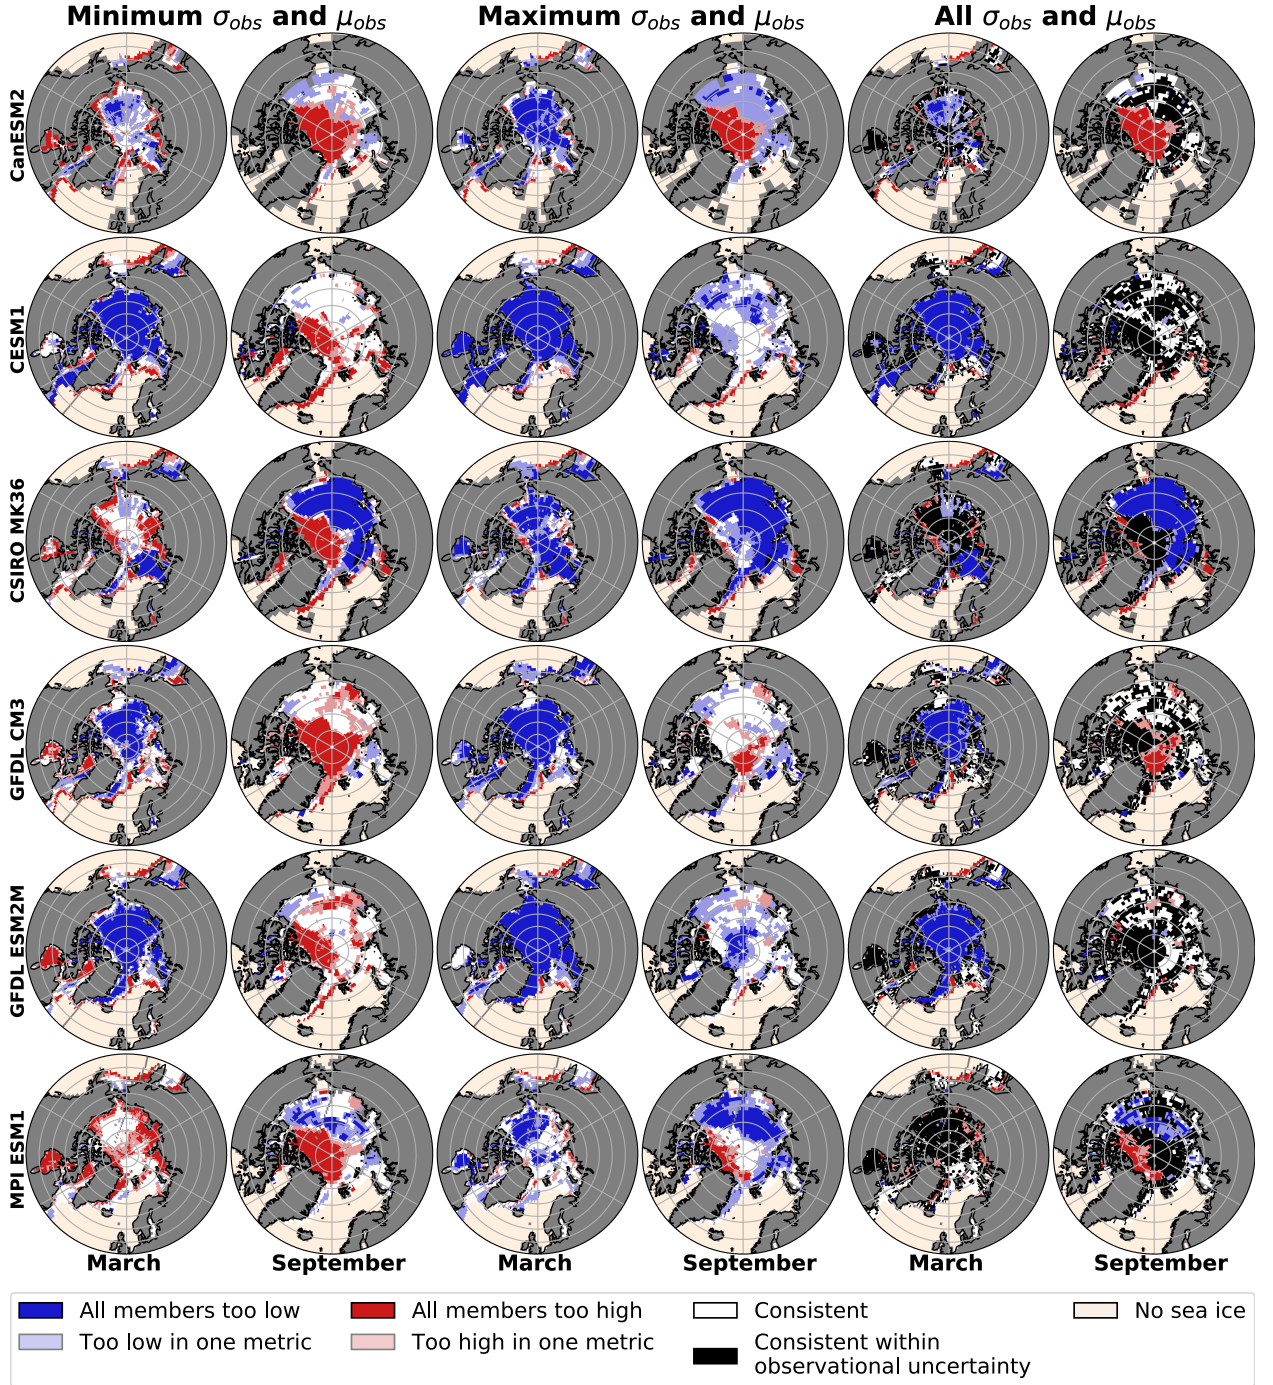 Minimum σobs and μobs
Maximum σobs and μobs
All σobs and μobs
CanESM2
CESM1
CSIRO MK36
GFDL CM3
GFDL ESM2M
MPI ESM1
March
September
March
September
March
September
All members too low
All members too high
Consistent
No sea ice
Too low in one metric
Too high in one metric
Consistent within
observational uncertainty